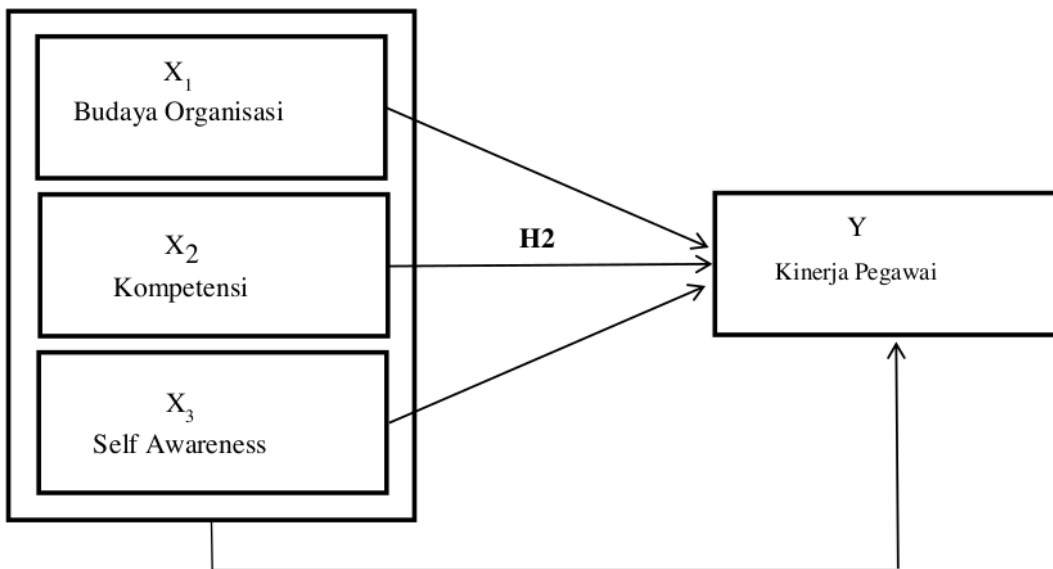 X₁
Budaya Organisasi
X2
Kompetensi
X₃
Self Awareness
H2
Y
Kinerja Pegawai